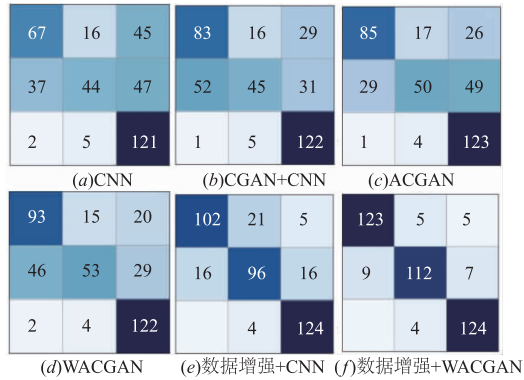 67 16 45 83 16 29 85 17 26
37 44 47 52 45 31 29 50 49
2 5 121 1 5 122 1 4 123
(a)CNN (b)CGAN+CNN (c)ACGAN
93 15 20 102 21 5 123 5 5
46 53 29 16 96 16 9 112 7
2 4 122 4 124 4 124
(d)WACGAN (e)数据增强+CNN (f)数据增强+WACGAN